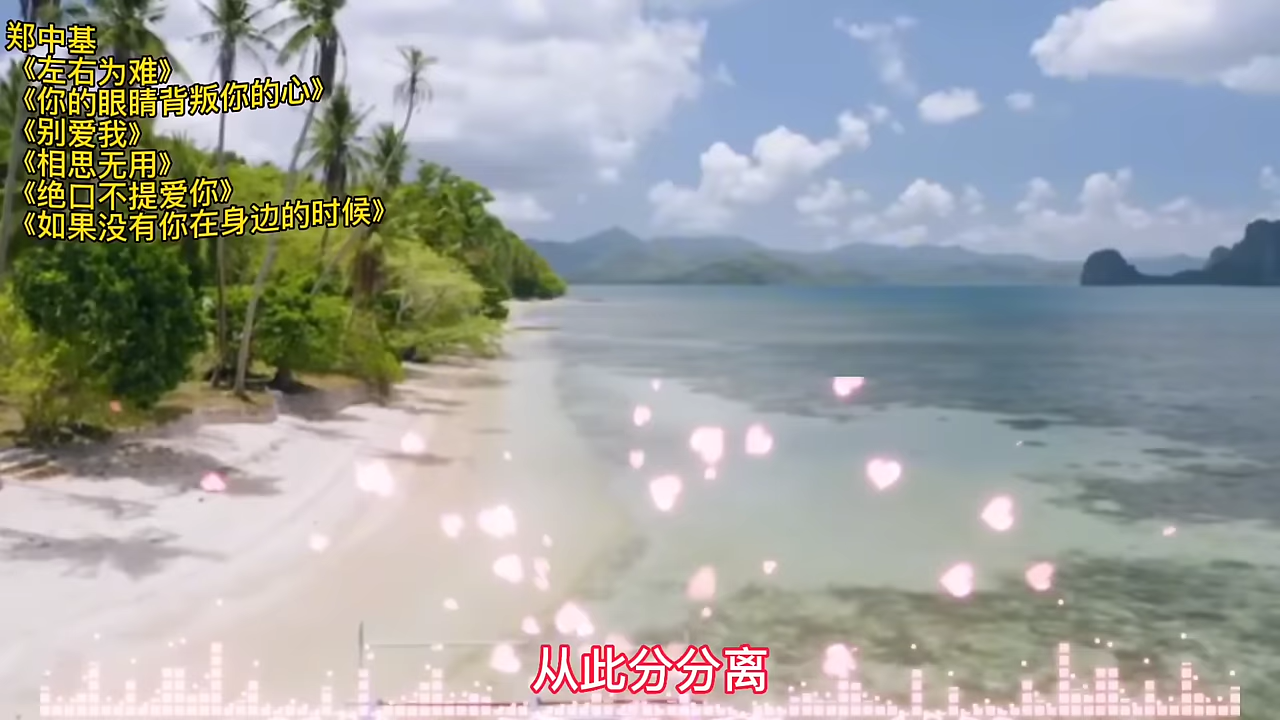 郑中基
《左右为难》
《你的眼睛背叛你的心》
《别爱我》
《相思无用》
《绝口不提爱你》
《如果没有你在身边的时候》
从此分分离